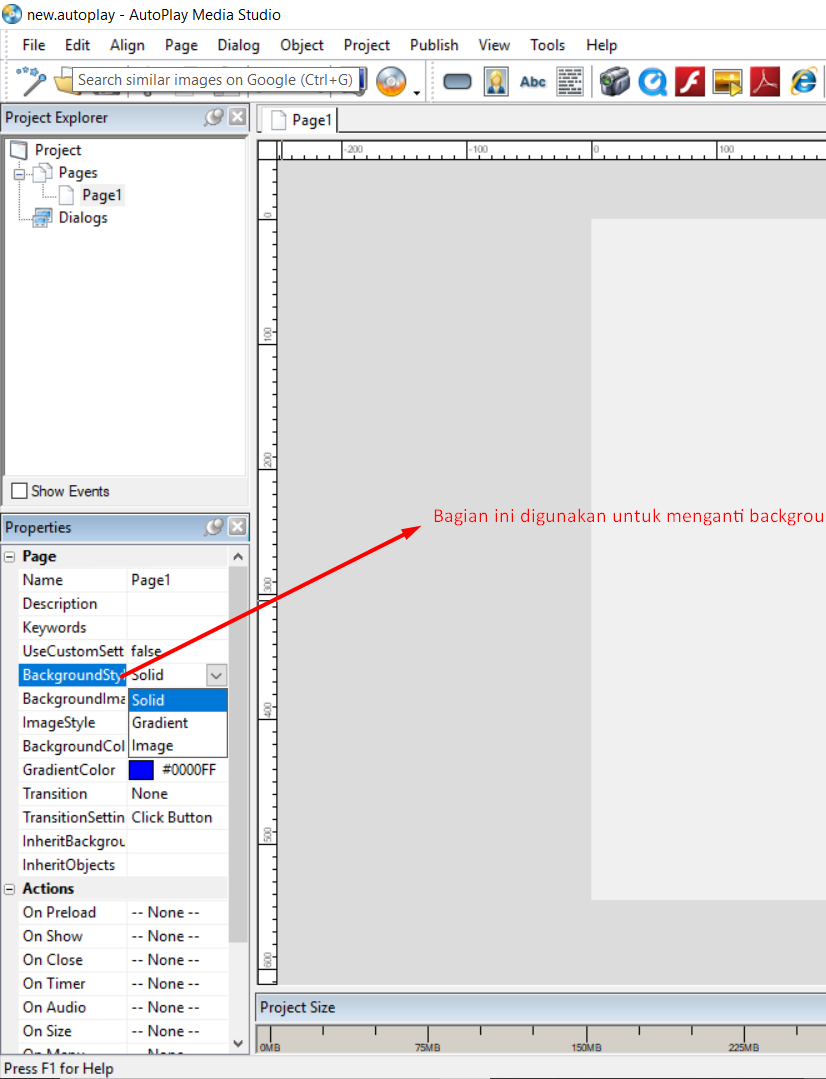 new.autoplay - AutoPlay Media Studio
File Edit Align Page Dialog Object Project Publish View Tools Help
Search similar images on Google (Ctrl+G)
Abc
Project Explorer
Page1
Project
Pages
Page1
Dialogs
-200 -100 0 100
0
100
200
300
400
500
600
Show Events
Bagian ini digunakan untuk menganti backgrou
Properties
Page
Name Page1
Description
Keywords
UseCustomSett false
BackgroundStyl Solid
BackgroundIma Solid
ImageStyle Gradient
BackgroundCol Image
GradientColor #0000FF
Transition None
TransitionSettin Click Button
InheritBackgrou
InheritObjects
Actions
On Preload -- None --
On Show -- None --
On Close -- None --
On Timer -- None --
On Audio -- None --
On Size -- None --
Project Size
0MB 75MB 150MB 225MB
Press F1 for Help